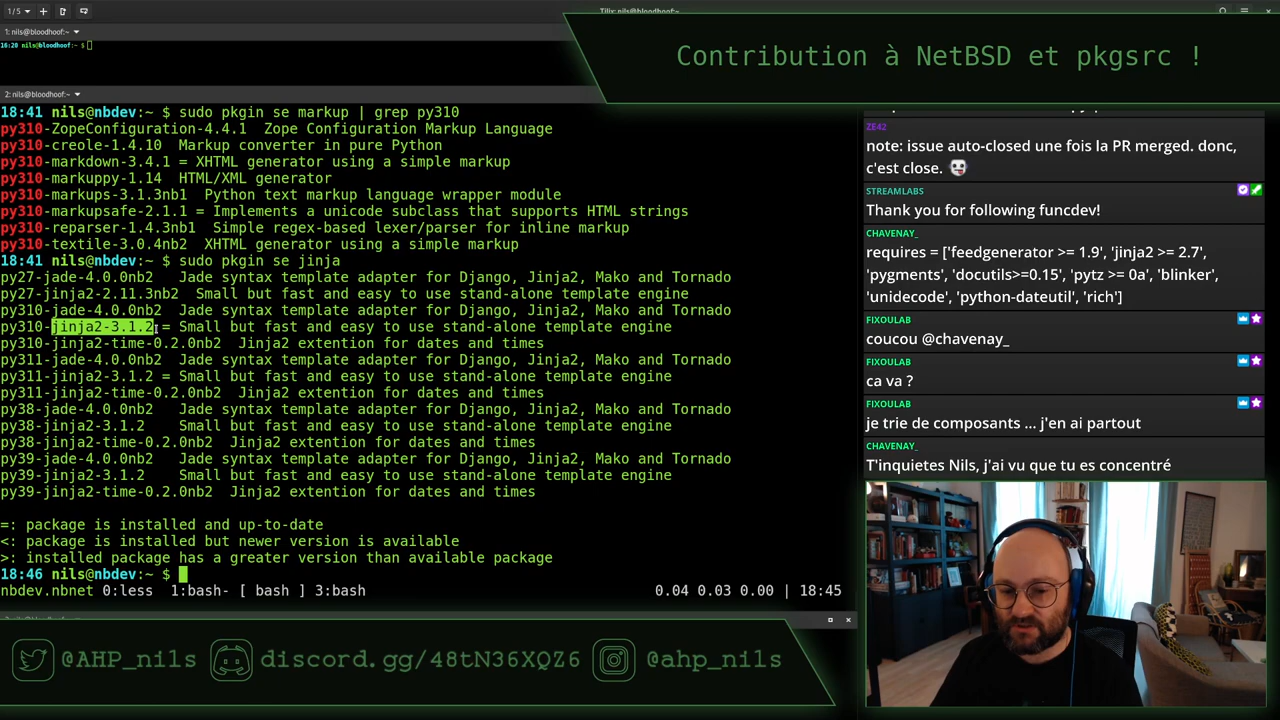 1/5
Tilix: nils@bloodhoof:~
1: nils@bloodhoof:~
16:20 nils@bloodhoof:~ $
Contribution à NetBSD et pkgsrc !
2: nils@bloodhoof:~
18:41 nils@nbdev:~ $ sudo pkgin se markup | grep py310
py310-ZopeConfiguration-4.4.1  Zope Configuration Markup Language
py310-creole-1.4.10  Markup converter in pure Python
py310-markdown-3.4.1 = XHTML generator using a simple markup
py310-markuppy-1.14  HTML/XML generator
py310-markups-3.1.3nb1  Python text markup language wrapper module
py310-markupsafe-2.1.1 = Implements a unicode subclass that supports HTML strings
py310-reparser-1.4.3nb1  Simple regex-based lexer/parser for inline markup
py310-textile-3.0.4nb2  XHTML generator using a simple markup
18:41 nils@nbdev:~ $ sudo pkgin se jinja
py27-jade-4.0.0nb2   Jade syntax template adapter for Django, Jinja2, Mako and Tornado
py27-jinja2-2.11.3nb2  Small but fast and easy to use stand-alone template engine
py310-jade-4.0.0nb2  Jade syntax template adapter for Django, Jinja2, Mako and Tornado
py310-jinja2-3.1.2 = Small but fast and easy to use stand-alone template engine
py310-jinja2-time-0.2.0nb2  Jinja2 extention for dates and times
py311-jade-4.0.0nb2  Jade syntax template adapter for Django, Jinja2, Mako and Tornado
py311-jinja2-3.1.2 = Small but fast and easy to use stand-alone template engine
py311-jinja2-time-0.2.0nb2  Jinja2 extention for dates and times
py38-jade-4.0.0nb2   Jade syntax template adapter for Django, Jinja2, Mako and Tornado
py38-jinja2-3.1.2    Small but fast and easy to use stand-alone template engine
py38-jinja2-time-0.2.0nb2  Jinja2 extention for dates and times
py39-jade-4.0.0nb2   Jade syntax template adapter for Django, Jinja2, Mako and Tornado
py39-jinja2-3.1.2    Small but fast and easy to use stand-alone template engine
py39-jinja2-time-0.2.0nb2  Jinja2 extention for dates and times
=: package is installed and up-to-date
<: package is installed but newer version is available
>: installed package has a greater version than available package
18:46 nils@nbdev:~ $
nbdev.nbnet 0:less  1:bash- [ bash ] 3:bash 0.04 0.03 0.00 | 18:45
ZE42
note: issue auto-closed une fois la PR merged. donc,
c'est close.
STREAMLABS
Thank you for following funcdev!
CHAVENAY_
requires = ['feedgenerator >= 1.9', 'jinja2 >= 2.7',
'pygments', 'docutils>=0.15', 'pytz >= 0a', 'blinker',
'unidecode', 'python-dateutil', 'rich']
FIXOULAB
coucou @chavenay_
FIXOULAB
ca va ?
FIXOULAB
je trie de composants ... j'en ai partout
CHAVENAY_
T'inquietes Nils, j'ai vu que tu es concentré
@AHP_nils
discord.gg/48tN36XQZ6
@ahp_nils